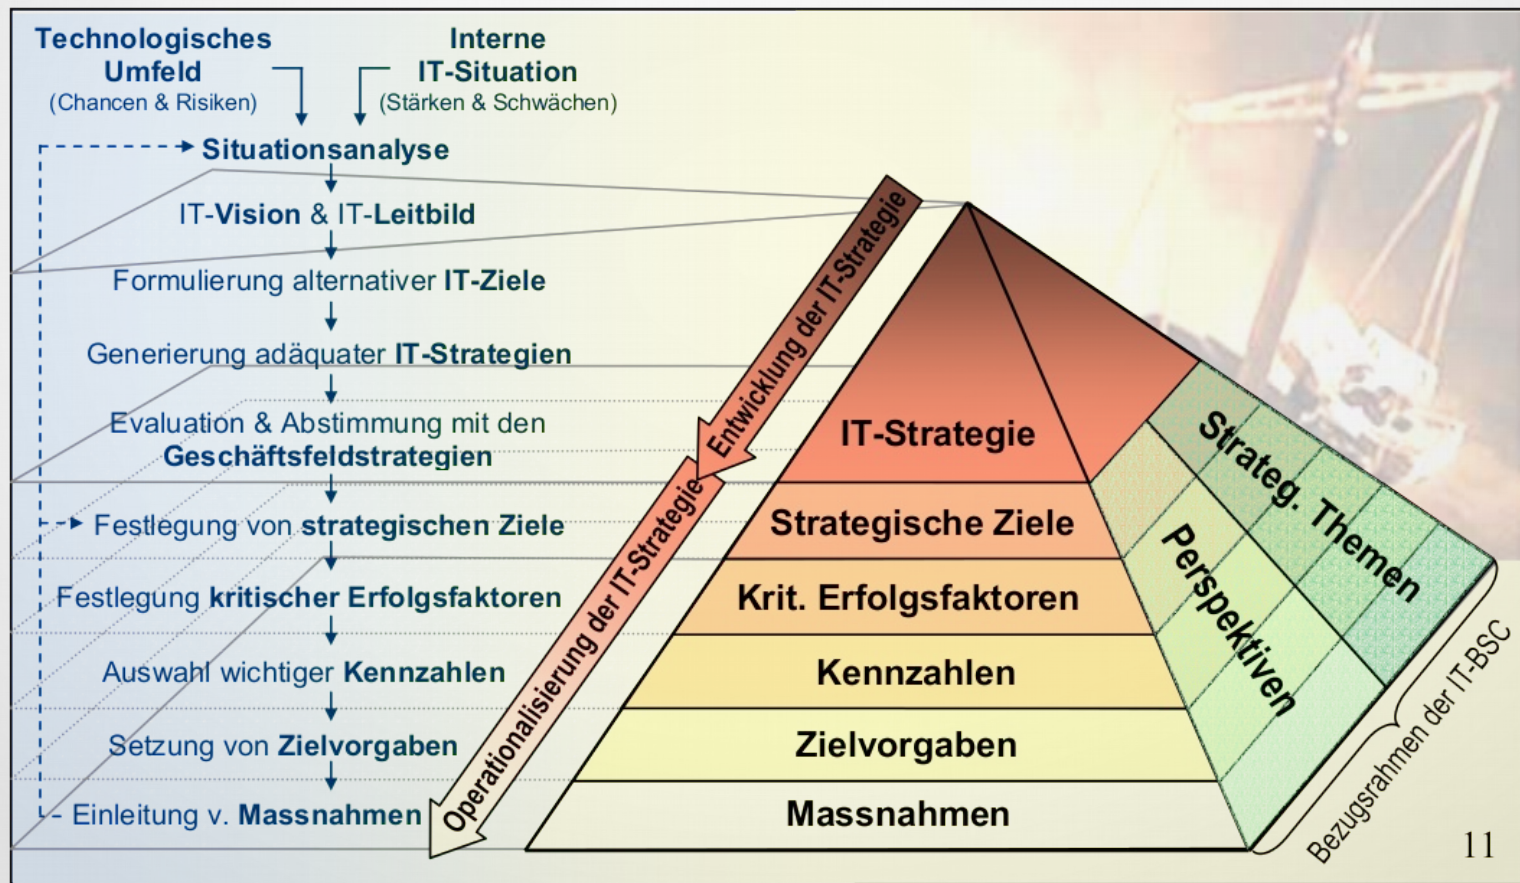 Technologisches
Umfeld
(Chancen & Risiken)
Interne
IT-Situation
(Stärken & Schwächen)
Situationsanalyse
IT-Vision & IT-Leitbild
Formulierung alternativer IT-Ziele
Generierung adäquater IT-Strategien
Evaluation & Abstimmung mit den
Geschäftsfeldstrategien
Festlegung von strategischen Ziele
Festlegung kritischer Erfolgsfaktoren
Auswahl wichtiger Kennzahlen
Setzung von Zielvorgaben
Einleitung v. Massnahmen
Entwicklung der IT-Strategie
Operationalisierung der IT-Strategie
IT-Strategie
Strategische Ziele
Krit. Erfolgsfaktoren
Kennzahlen
Zielvorgaben
Massnahmen
Strateg. Themen
Perspektiven
Bezugsrahmen der IT-BSC
11